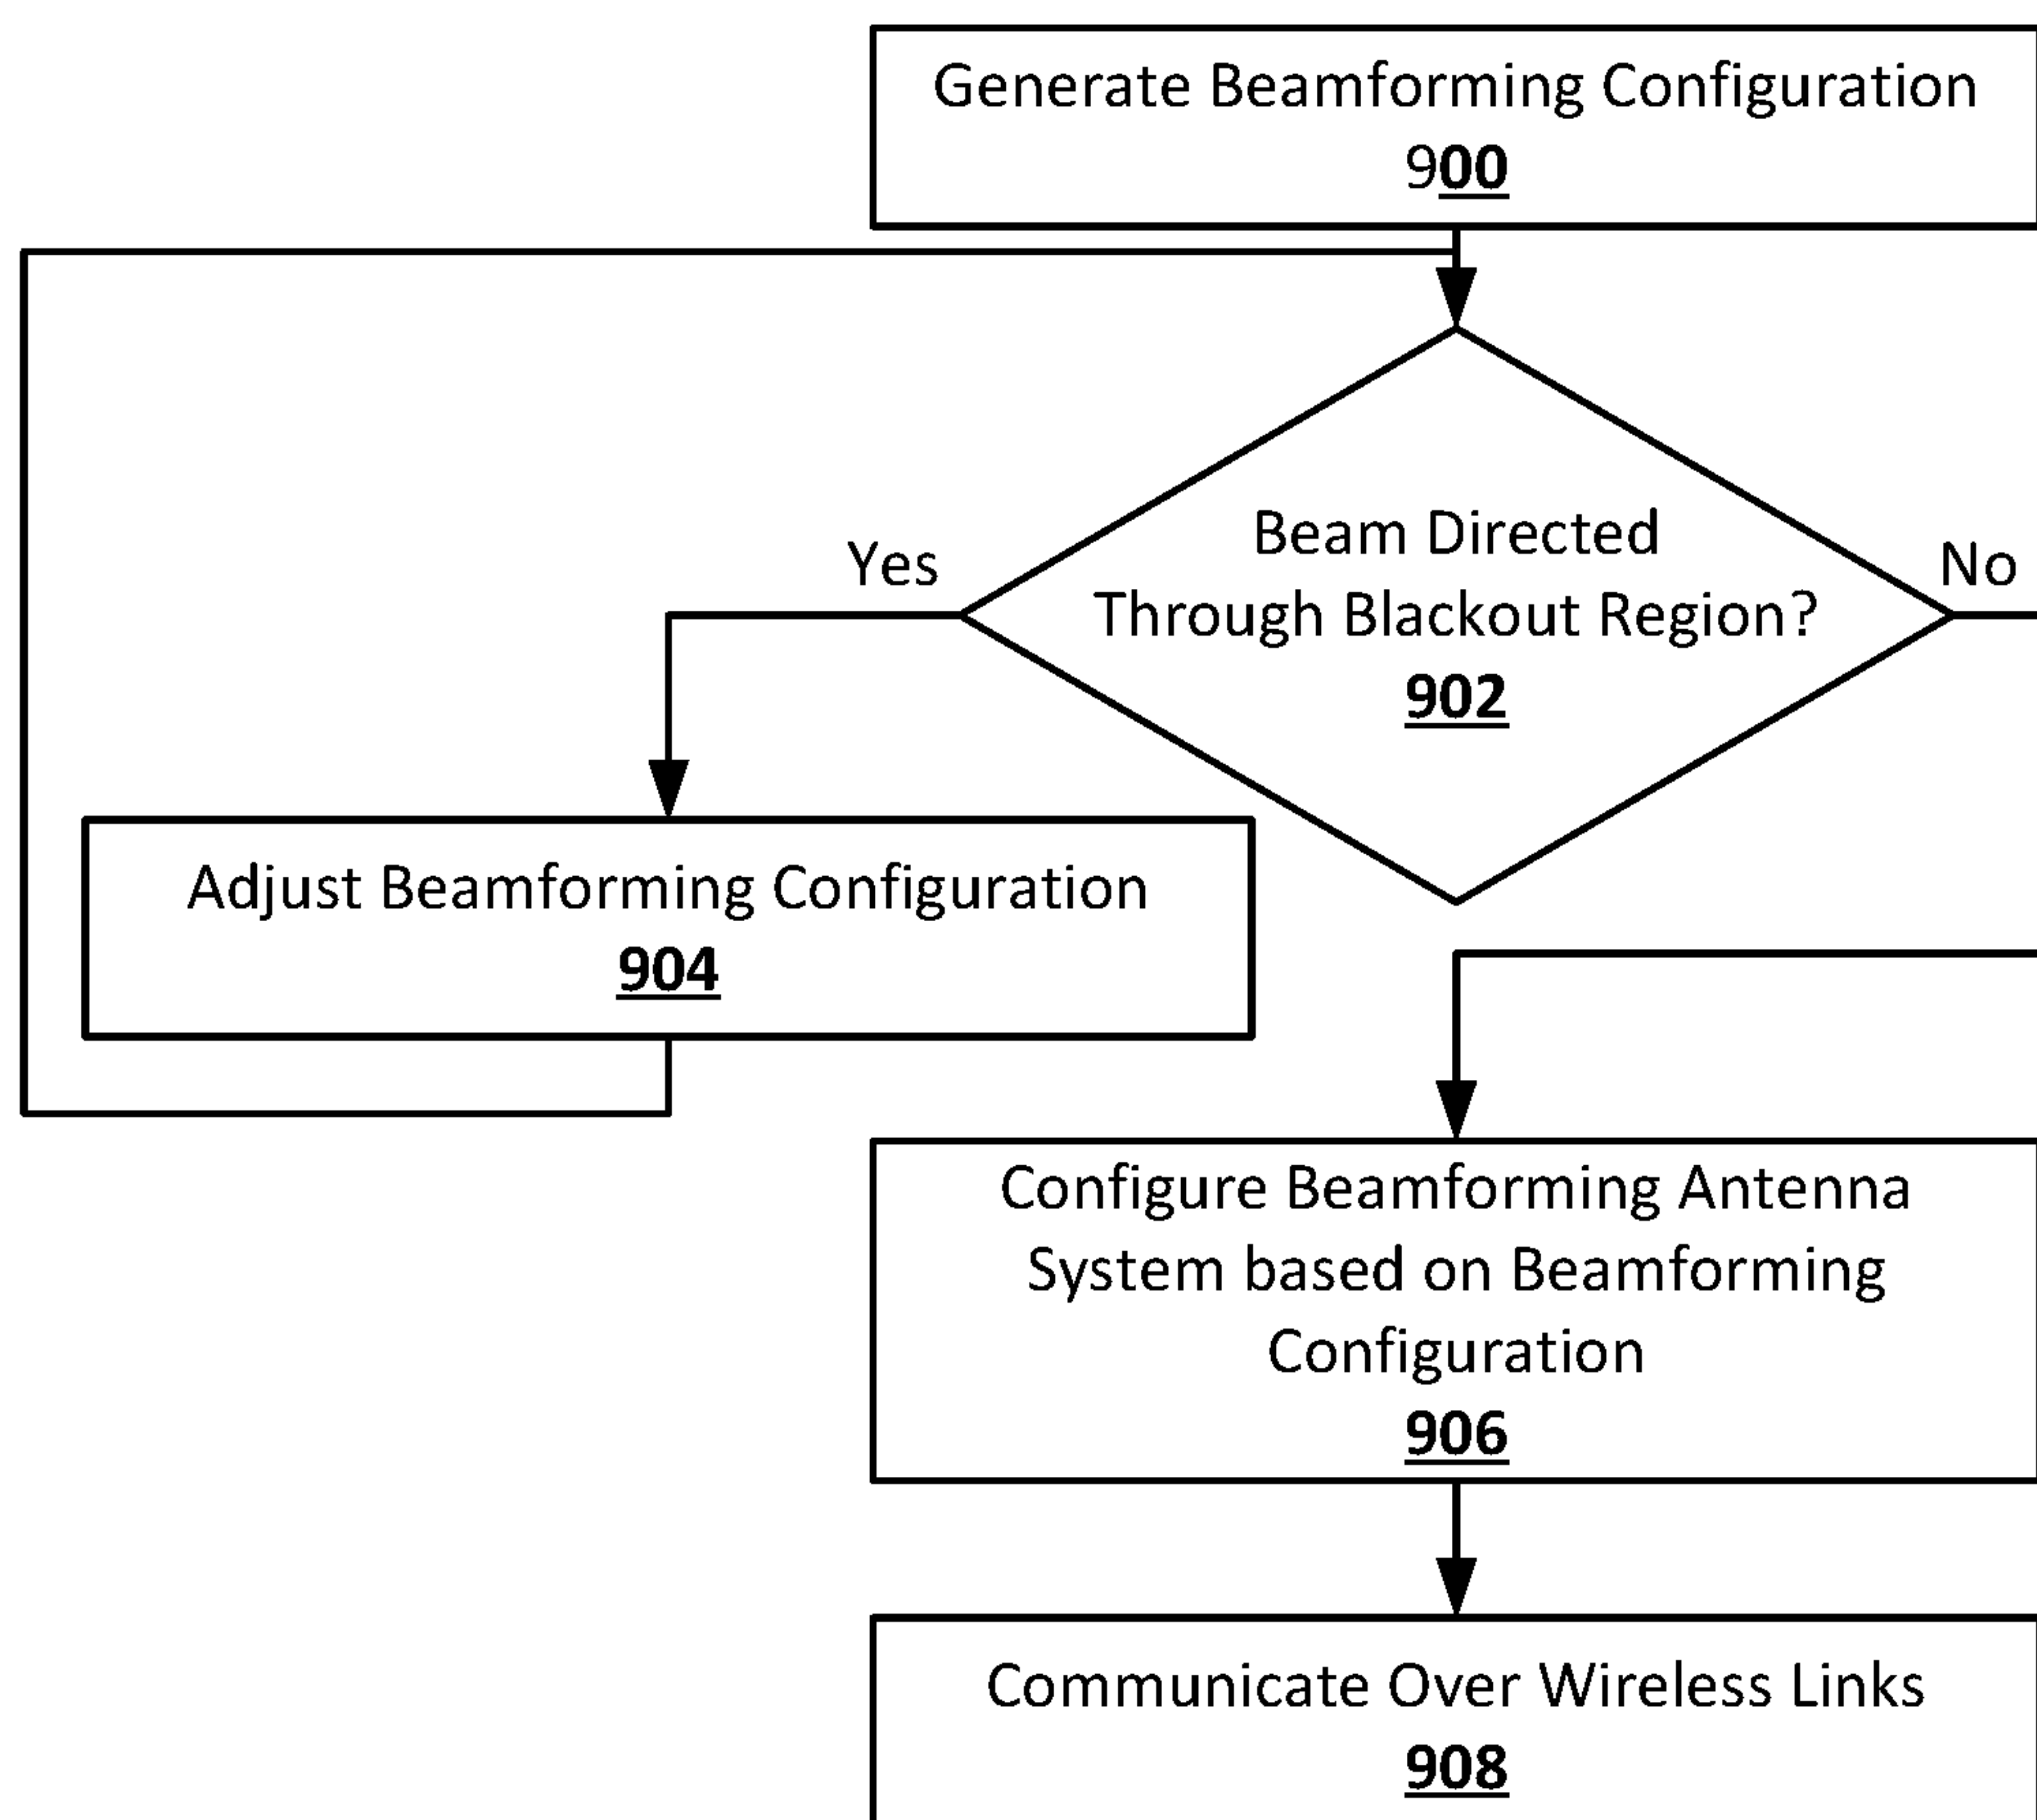 Generate Beamforming Configuration
900
Beam Directed
Through Blackout Region?
902
Yes
No
Adjust Beamforming Configuration
904
Configure Beamforming Antenna
System based on Beamforming
Configuration
906
Communicate Over Wireless Links
908